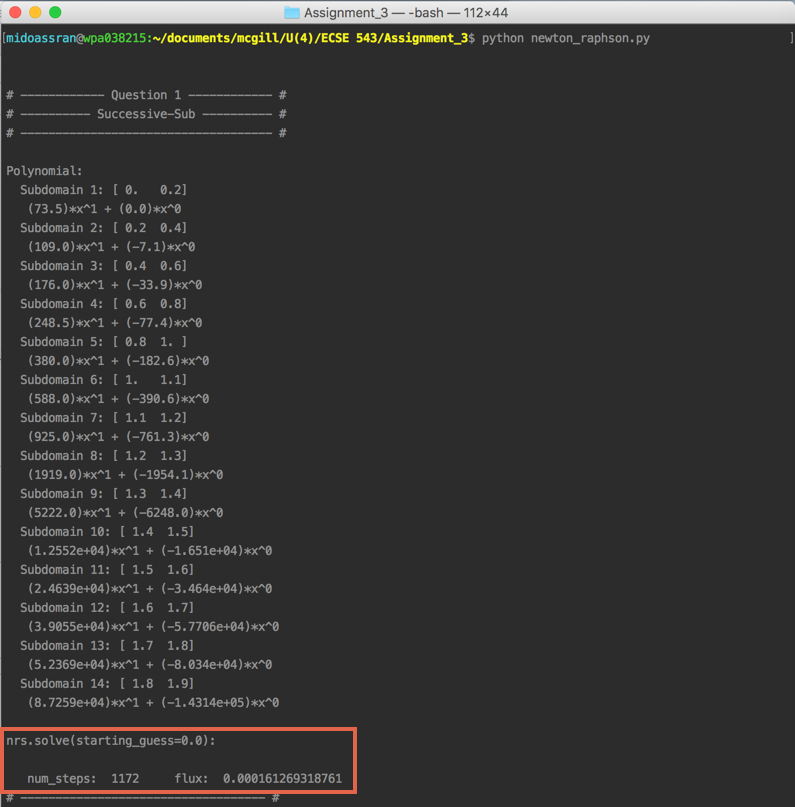 Assignment_3 — -bash — 112×44
[midoassran@wpa038215:~/documents/mcgill/U(4)/ECSE 543/Assignment_3$ python newton_raphson.py ]
# ———————————— Question 1 ———————————— #
# —————————— Successive-Sub —————————— #
# ———————————————————————————————————— #
Polynomial:
Subdomain 1: [ 0.   0.2]
(73.5)*x^1 + (0.0)*x^0
Subdomain 2: [ 0.2  0.4]
(109.0)*x^1 + (-7.1)*x^0
Subdomain 3: [ 0.4  0.6]
(176.0)*x^1 + (-33.9)*x^0
Subdomain 4: [ 0.6  0.8]
(248.5)*x^1 + (-77.4)*x^0
Subdomain 5: [ 0.8  1. ]
(380.0)*x^1 + (-182.6)*x^0
Subdomain 6: [ 1.   1.1]
(588.0)*x^1 + (-390.6)*x^0
Subdomain 7: [ 1.1  1.2]
(925.0)*x^1 + (-761.3)*x^0
Subdomain 8: [ 1.2  1.3]
(1919.0)*x^1 + (-1954.1)*x^0
Subdomain 9: [ 1.3  1.4]
(5222.0)*x^1 + (-6248.0)*x^0
Subdomain 10: [ 1.4  1.5]
(1.2552e+04)*x^1 + (-1.651e+04)*x^0
Subdomain 11: [ 1.5  1.6]
(2.4639e+04)*x^1 + (-3.464e+04)*x^0
Subdomain 12: [ 1.6  1.7]
(3.9055e+04)*x^1 + (-5.7706e+04)*x^0
Subdomain 13: [ 1.7  1.8]
(5.2369e+04)*x^1 + (-8.034e+04)*x^0
Subdomain 14: [ 1.8  1.9]
(8.7259e+04)*x^1 + (-1.4314e+05)*x^0
nrs.solve(starting_guess=0.0):
num_steps:  1172     flux:  0.000161269318761
# ——————————————————————————————————— #